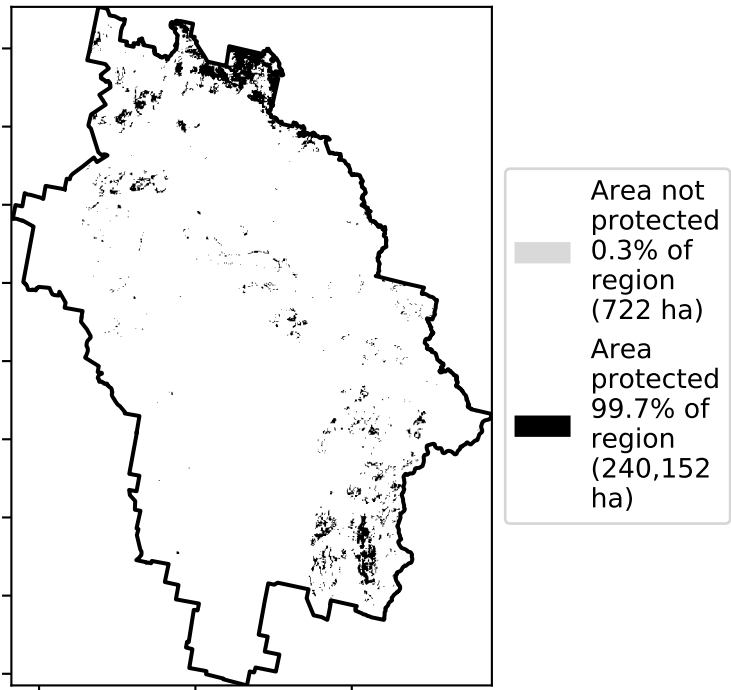 Area not
protected
0.3% of
region
(722 ha)
Area
protected
99.7% of
region
(240,152
ha)